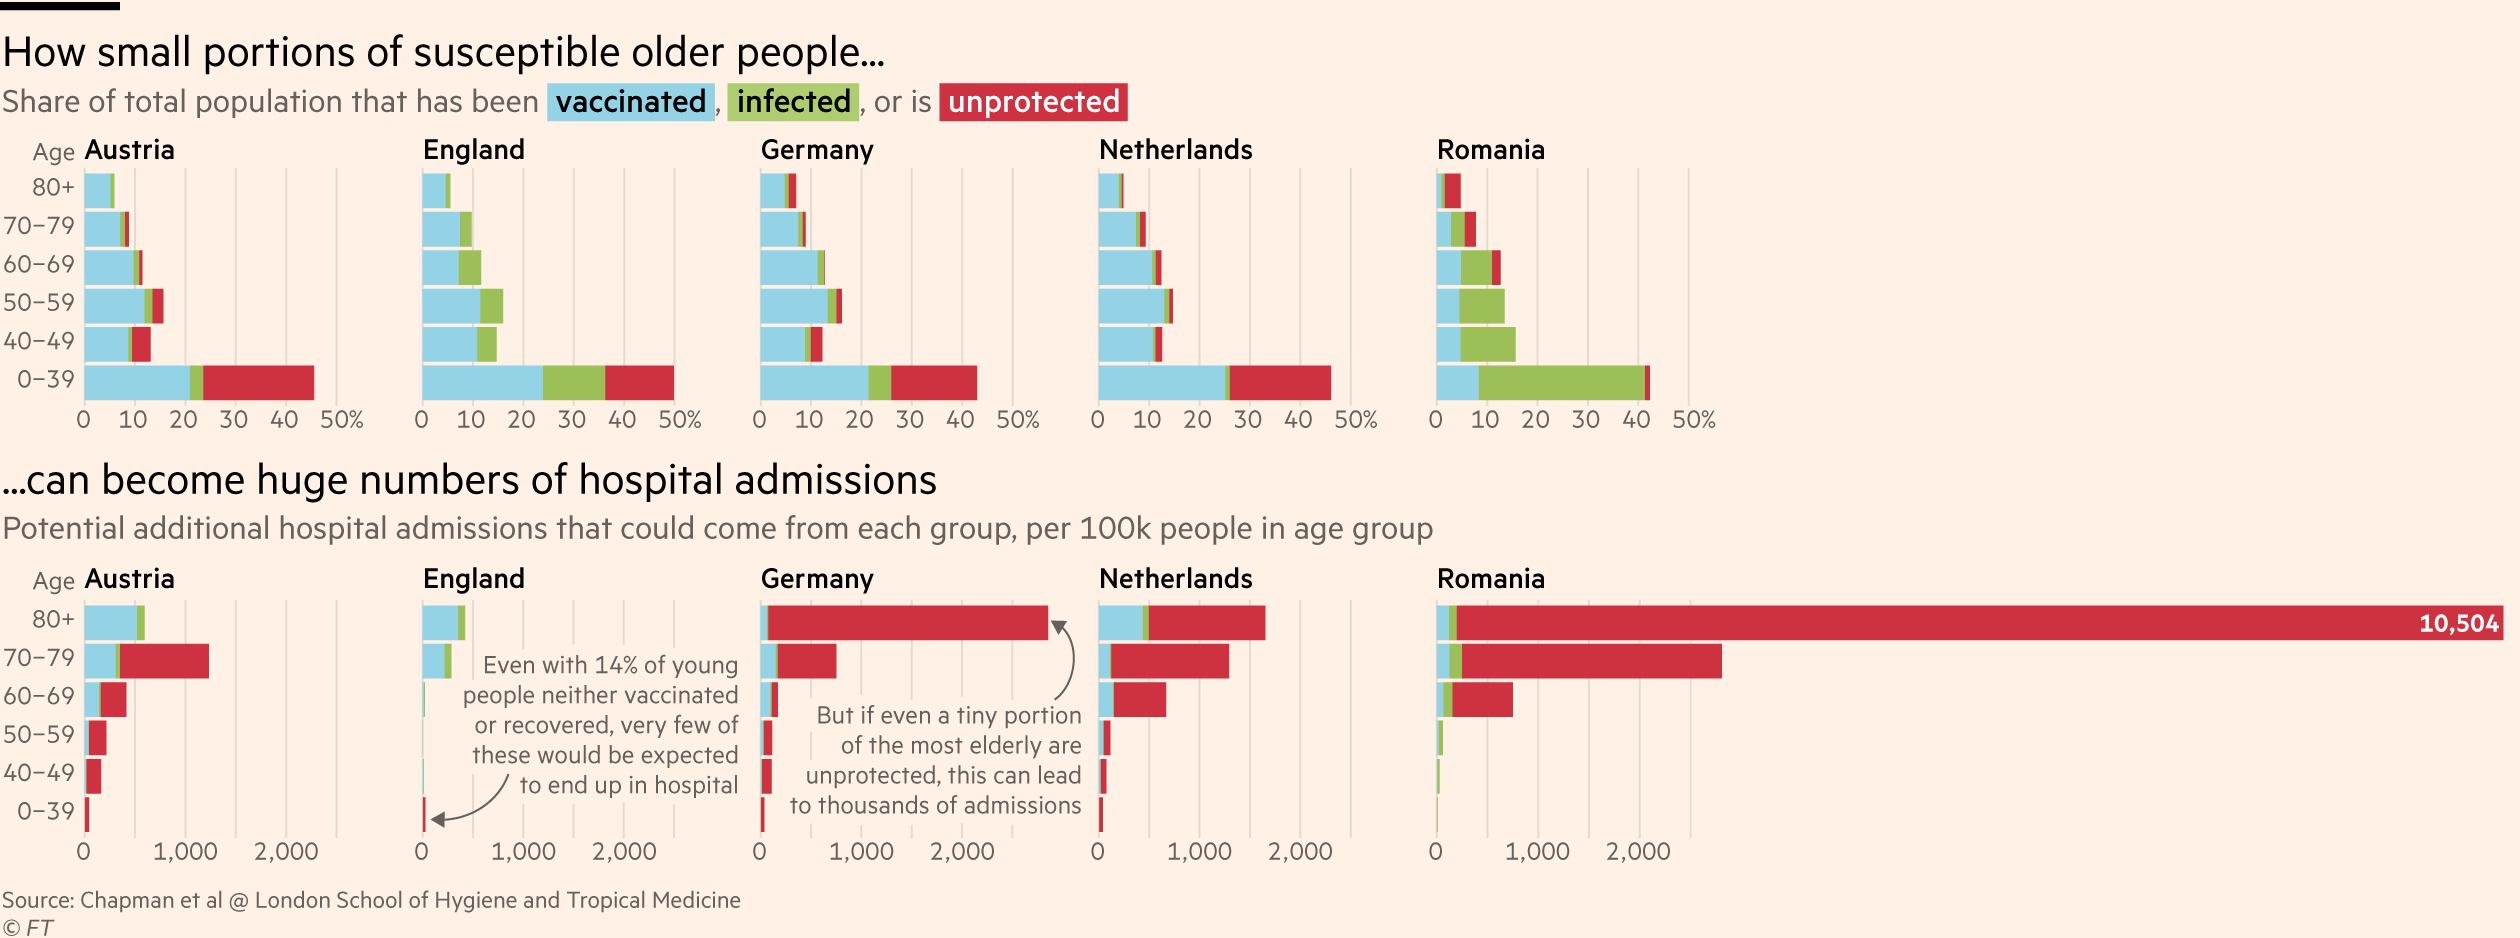 How small portions of susceptible older people...
Share of total population that has been vaccinated, infected, or is unprotected
Age Austria England Germany Netherlands Romania
80+
70–79
60–69
50–59
40–49
0–39
0 10 20 30 40 50% 0 10 20 30 40 50% 0 10 20 30 40 50% 0 10 20 30 40 50% 0 10 20 30 40 50%
...can become huge numbers of hospital admissions
Potential additional hospital admissions that could come from each group, per 100k people in age group
Age Austria England Germany Netherlands Romania
80+
10,504
70–79
60–69
50–59
40–49
0–39
Even with 14% of young
people neither vaccinated
or recovered, very few of
these would be expected
to end up in hospital
But if even a tiny portion
of the most elderly are
unprotected, this can lead
to thousands of admissions
0 1,000 2,000 0 1,000 2,000 0 1,000 2,000 0 1,000 2,000 0 1,000 2,000
Source: Chapman et al @ London School of Hygiene and Tropical Medicine
© FT